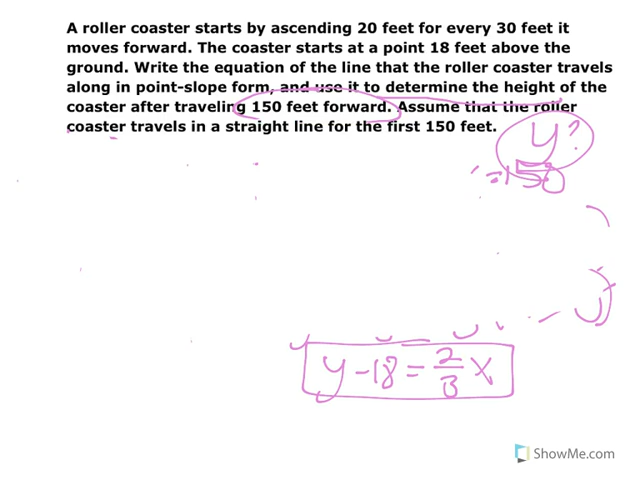 A roller coaster starts by ascending 20 feet for every 30 feet it
moves forward. The coaster starts at a point 18 feet above the
ground. Write the equation of the line that the roller coaster travels
along in point-slope form, and use it to determine the height of the
coaster after traveling 150 feet forward. Assume that the roller
coaster travels in a straight line for the first 150 feet.
y?
=150
y-18=2/3 x
ShowMe.com